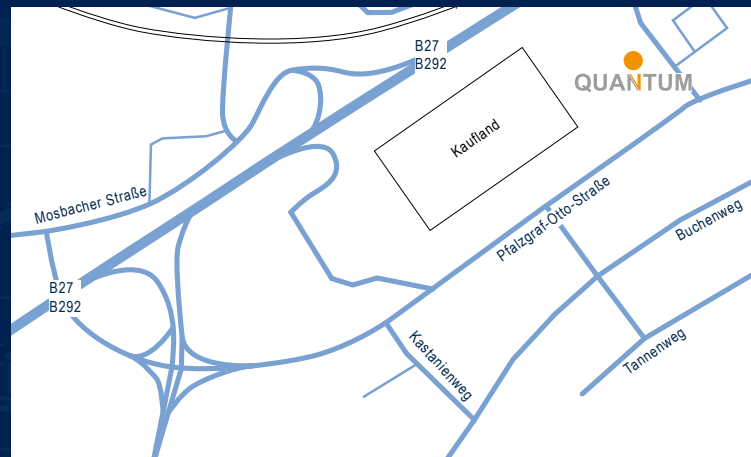 B27
B292
QUANTUM
Kaufland
Mosbacher Straße
Pfalzgraf-Otto-Straße
Buchenweg
B27
B292
Tannenweg
Kastanienweg